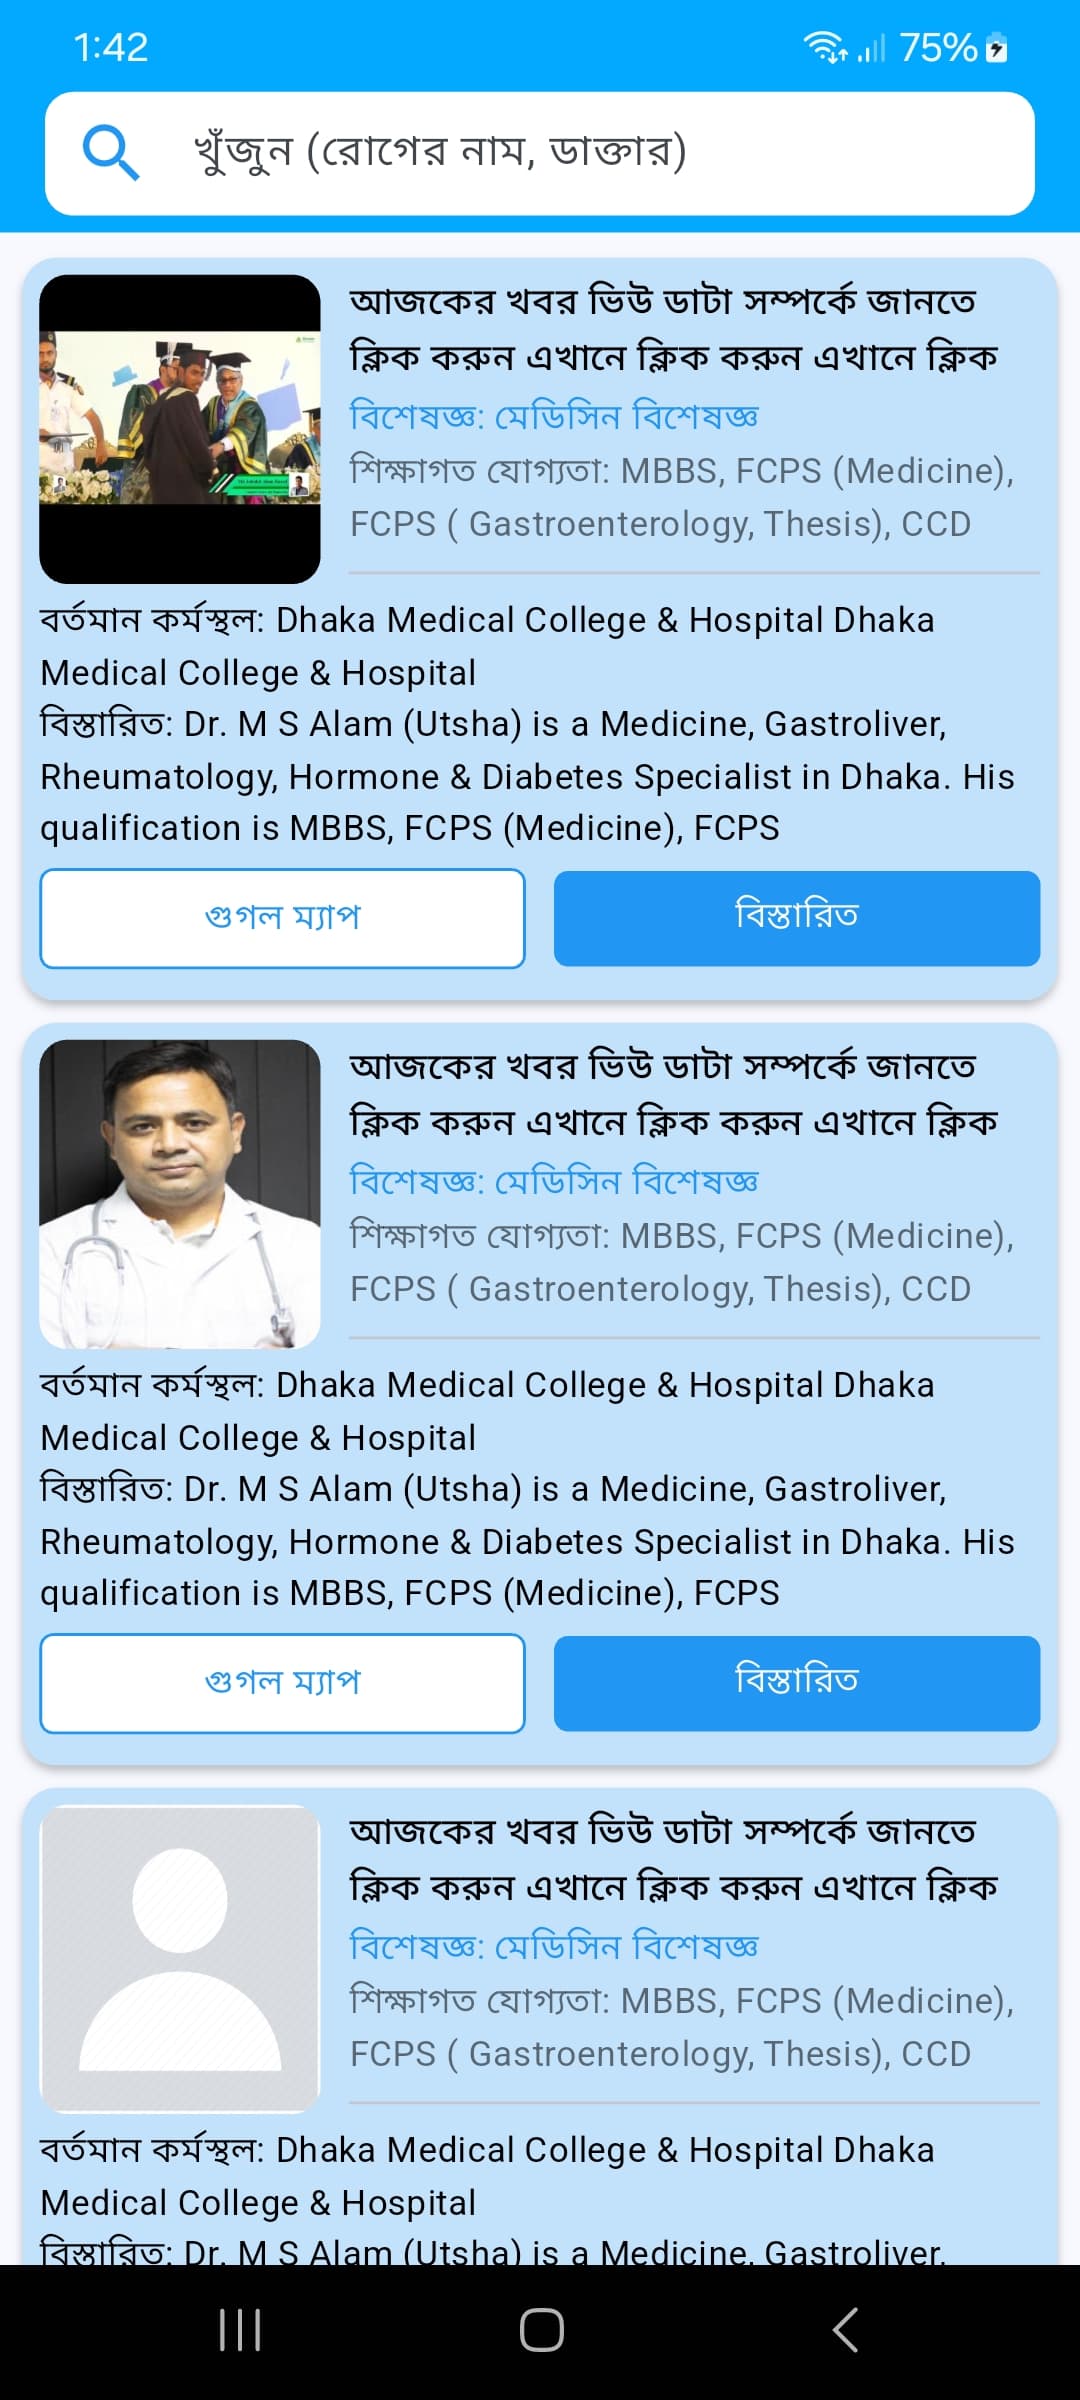 1:42
75%
খুঁজুন (রোগের নাম, ডাক্তার)
আজকের খবর ভিউ ডাটা সম্পর্কে জানতে
ক্লিক করুন এখানে ক্লিক করুন এখানে ক্লিক
বিশেষজ্ঞ: মেডিসিন বিশেষজ্ঞ
শিক্ষাগত যোগ্যতা: MBBS, FCPS (Medicine),
FCPS ( Gastroenterology, Thesis), CCD
বর্তমান কর্মস্থল: Dhaka Medical College & Hospital Dhaka
Medical College & Hospital
বিস্তারিত: Dr. M S Alam (Utsha) is a Medicine, Gastroliver,
Rheumatology, Hormone & Diabetes Specialist in Dhaka. His
qualification is MBBS, FCPS (Medicine), FCPS
গুগল ম্যাপ
বিস্তারিত
আজকের খবর ভিউ ডাটা সম্পর্কে জানতে
ক্লিক করুন এখানে ক্লিক করুন এখানে ক্লিক
বিশেষজ্ঞ: মেডিসিন বিশেষজ্ঞ
শিক্ষাগত যোগ্যতা: MBBS, FCPS (Medicine),
FCPS ( Gastroenterology, Thesis), CCD
বর্তমান কর্মস্থল: Dhaka Medical College & Hospital Dhaka
Medical College & Hospital
বিস্তারিত: Dr. M S Alam (Utsha) is a Medicine, Gastroliver,
Rheumatology, Hormone & Diabetes Specialist in Dhaka. His
qualification is MBBS, FCPS (Medicine), FCPS
গুগল ম্যাপ
বিস্তারিত
আজকের খবর ভিউ ডাটা সম্পর্কে জানতে
ক্লিক করুন এখানে ক্লিক করুন এখানে ক্লিক
বিশেষজ্ঞ: মেডিসিন বিশেষজ্ঞ
শিক্ষাগত যোগ্যতা: MBBS, FCPS (Medicine),
FCPS ( Gastroenterology, Thesis), CCD
বর্তমান কর্মস্থল: Dhaka Medical College & Hospital Dhaka
Medical College & Hospital
বিস্তারিত: Dr. M S Alam (Utsha) is a Medicine, Gastroliver,